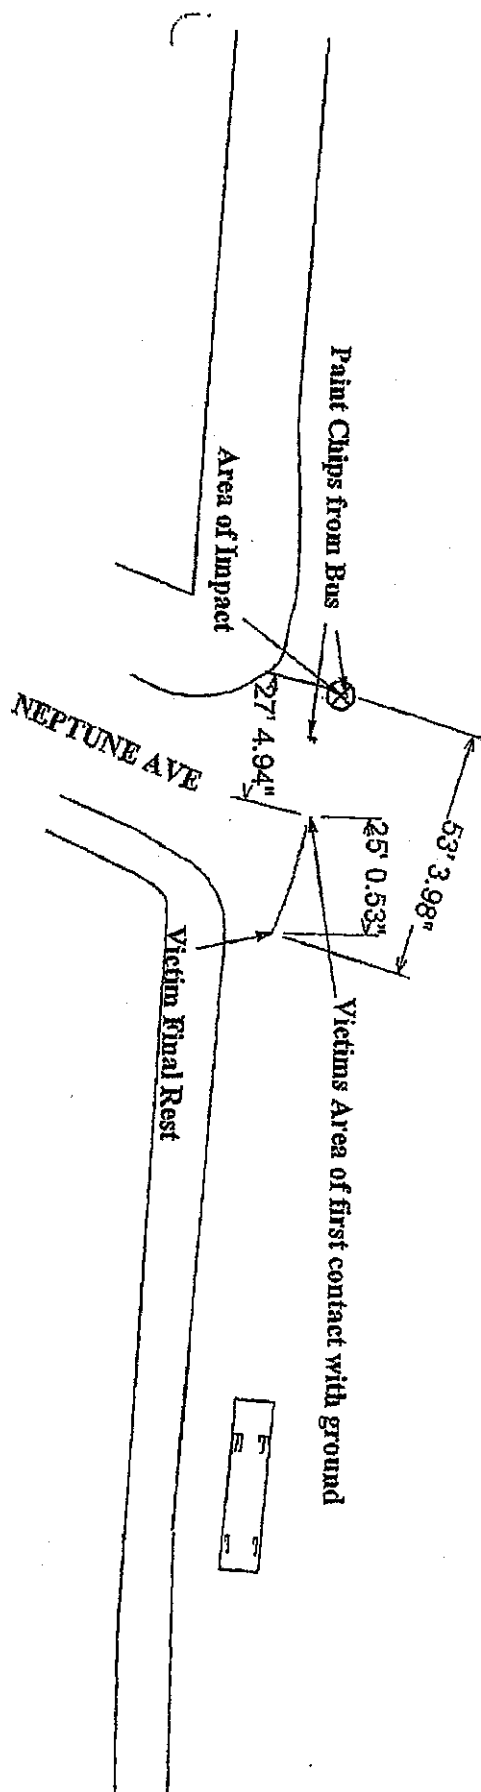 Paint Chips from Bus
Area of Impact
NEPTUNE AVE
27' 4.94"
53' 3.98"
25' 0.53"
Victims Area of first contact with ground
Victim Final Rest